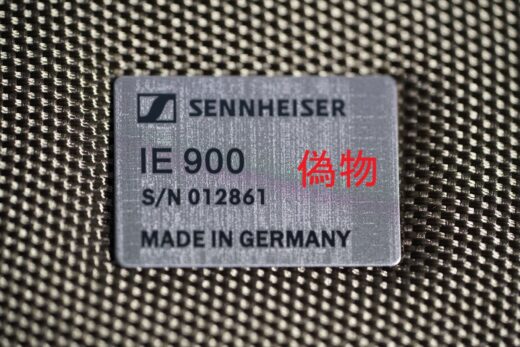 SENNHEISER
IE 900
偽物
S/N 012861
MADE IN GERMANY